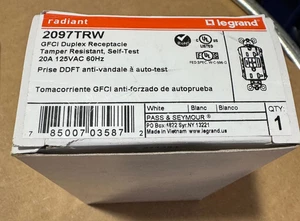 radiant
legrand
2097TRW
GFCI Duplex Receptacle
Tamper Resistant, Self-Test
20A 125VAC 60Hz
Prise DDFT anti-vandale à auto-test
Tomacorriente GFCI anti-forzado de autoprueba
White Blanc Blanco
QTY:
1
PASS & SEYMOUR
PO Box 4822 Syr.NY 13221
Made in Vietnam www.legrand.us
7 85007 03587 2